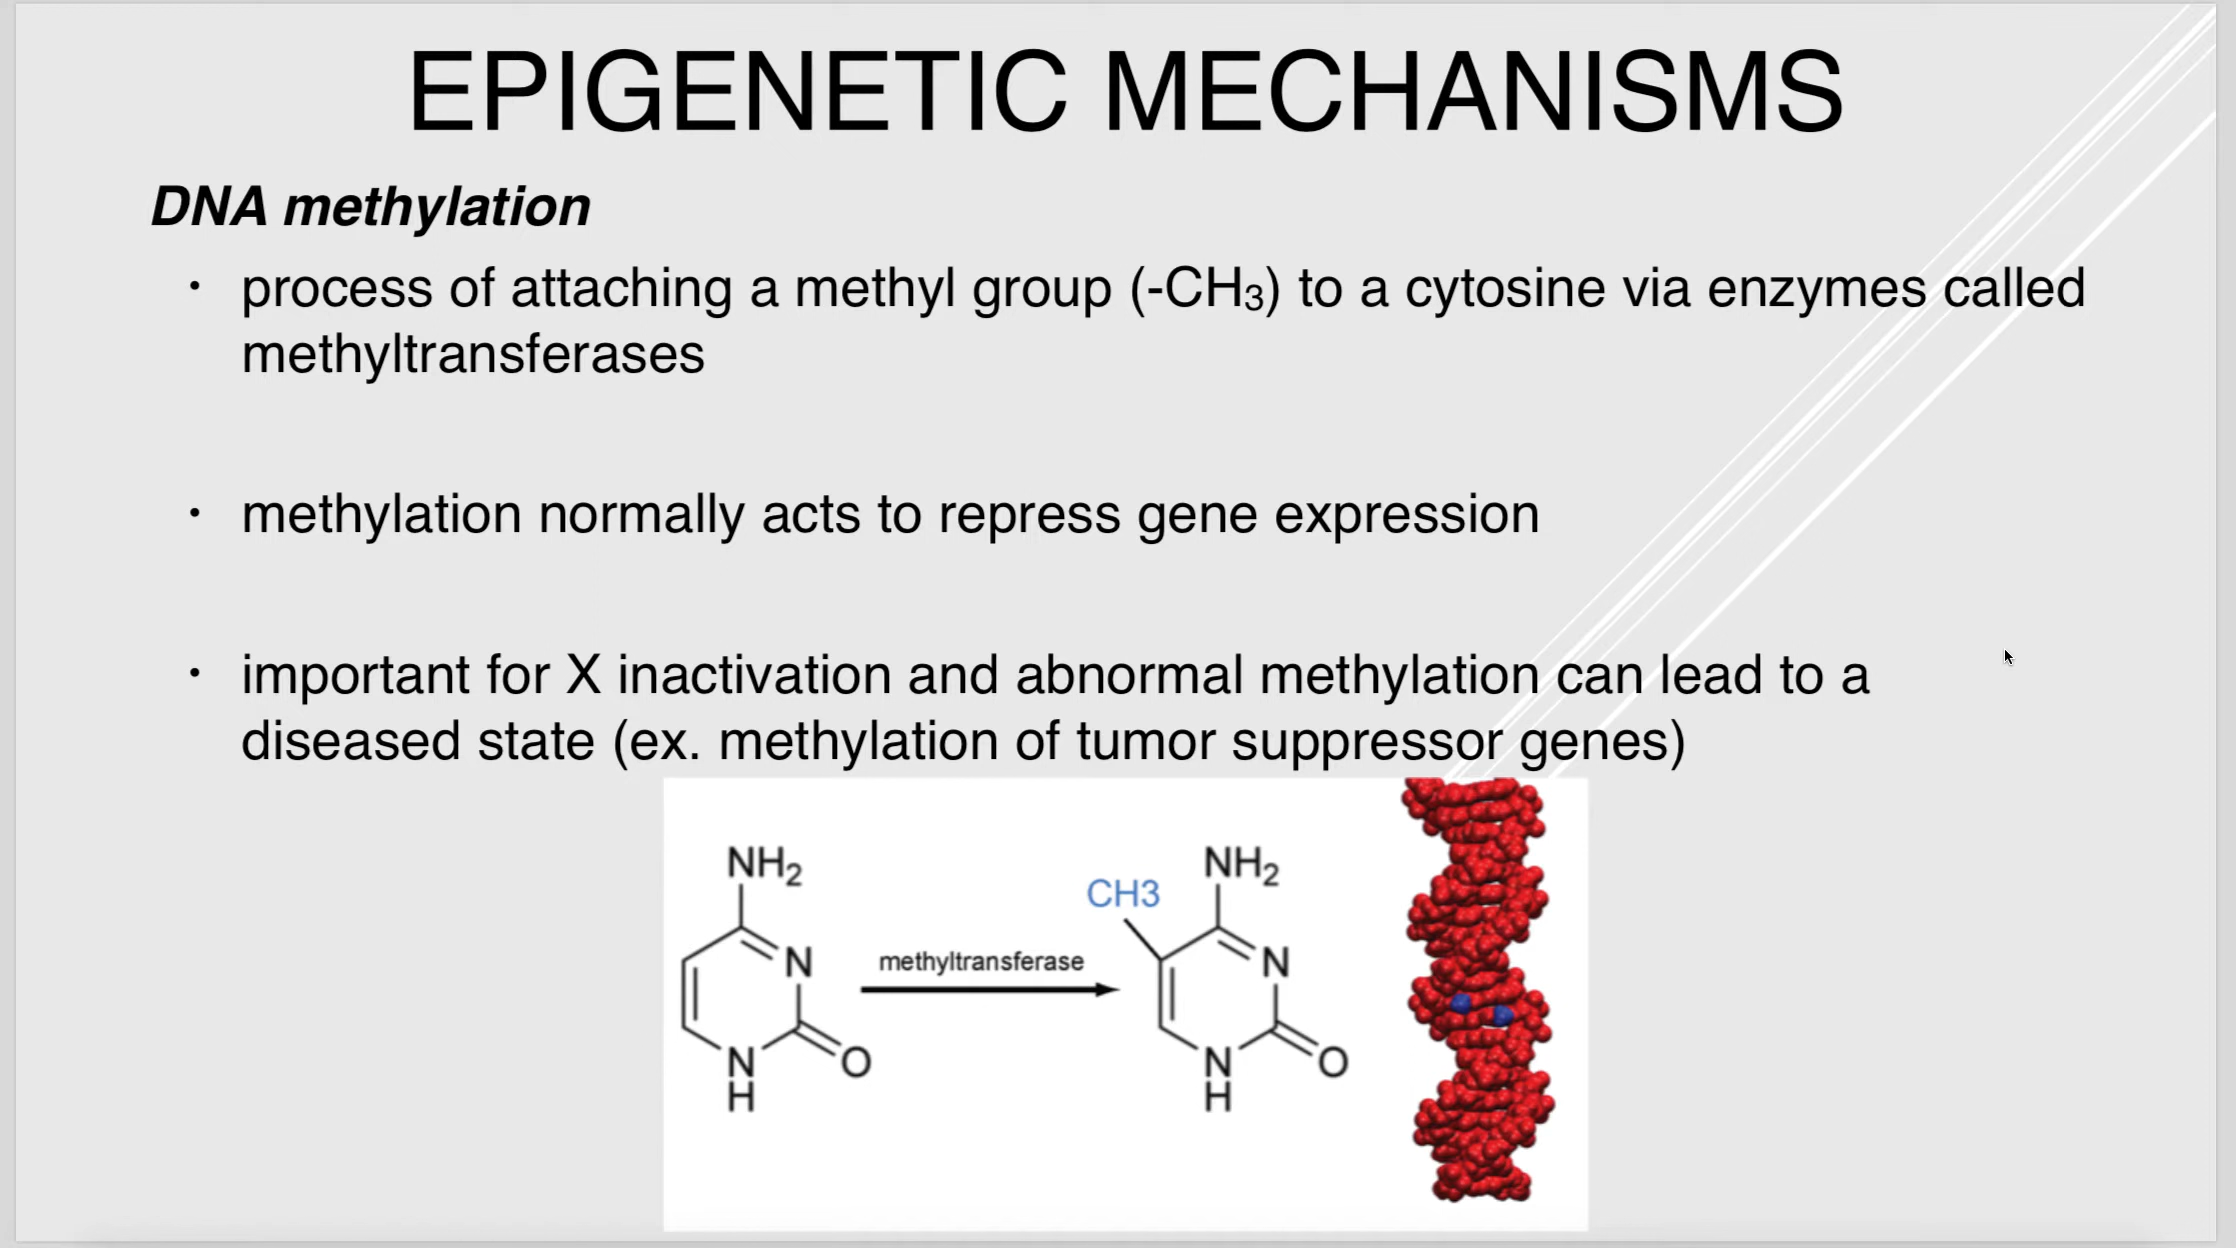 EPIGENETIC MECHANISMS
DNA methylation
• process of attaching a methyl group (-CH₃) to a cytosine via enzymes called
methyltransferases
• methylation normally acts to repress gene expression
• important for X inactivation and abnormal methylation can lead to a
diseased state (ex. methylation of tumor suppressor genes)
NH₂
N
N
H
O
methyltransferase
CH3
NH₂
N
N
H
O